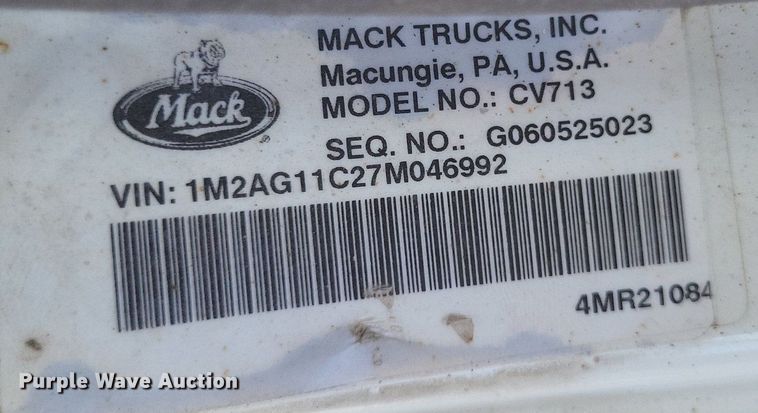 MACK TRUCKS, INC.
Macungie, PA, U.S.A.
MODEL NO.: CV713
SEQ. NO.: G060525023
Mack
®
VIN: 1M2AG11C27M046992
4MR21084
Purple Wave Auction